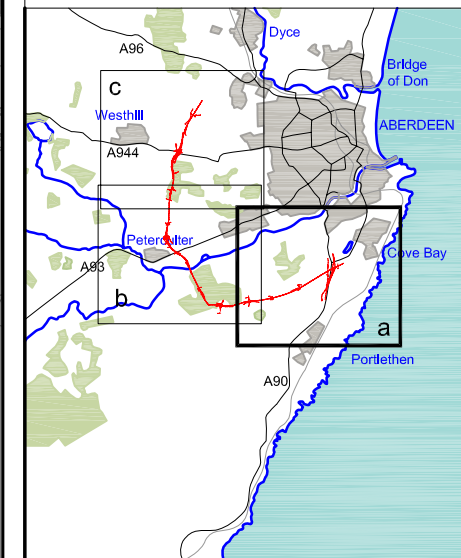 Dyce
A96
Bridge
of Don
c
Westhill
ABERDEEN
A944
Peterculter
Cove Bay
A93
b
a
Portlethen
A90